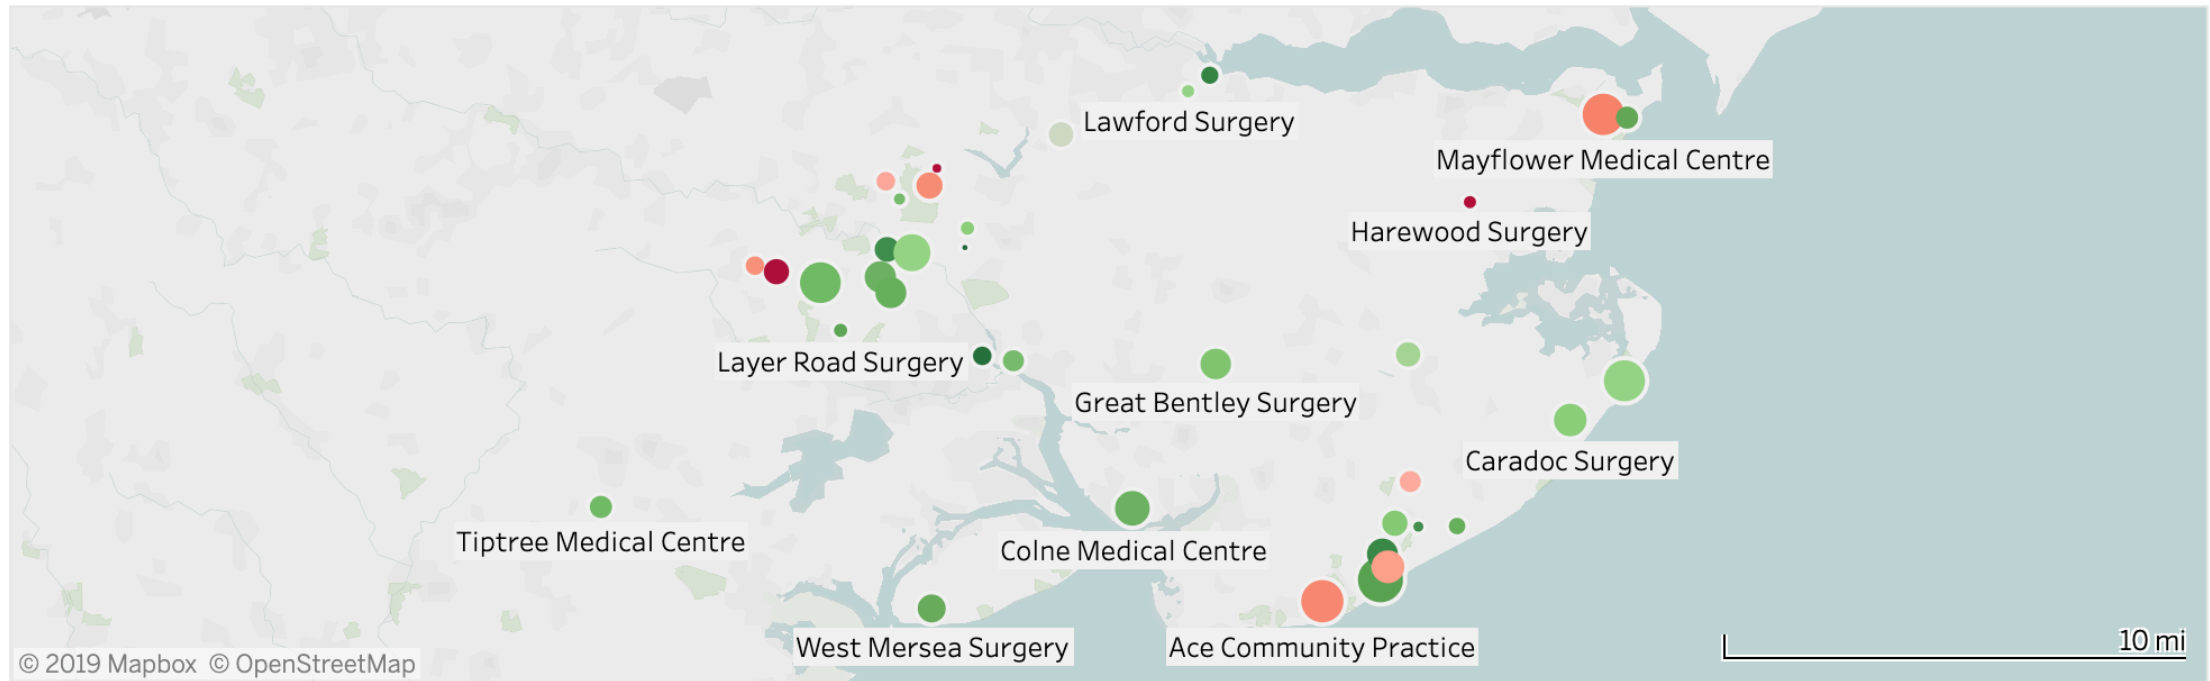 Lawford Surgery
Mayflower Medical Centre
Harewood Surgery
Layer Road Surgery
Great Bentley Surgery
Caradoc Surgery
Tiptree Medical Centre
Colne Medical Centre
West Mersea Surgery
Ace Community Practice
10 mi
© 2019 Mapbox © OpenStreetMap